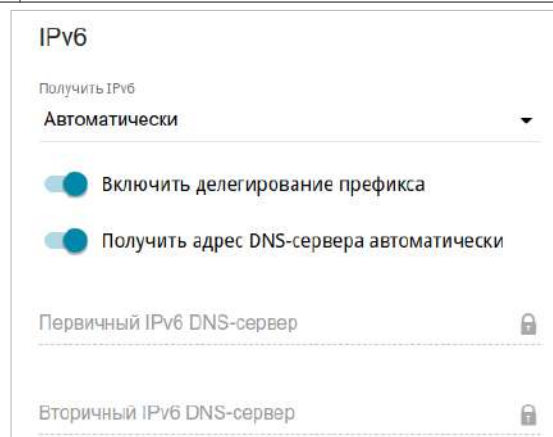 IPv6
Получить IPv6
Автоматически
Включить делегирование префикса
Получить адрес DNS-сервера автоматически
Первичный IPv6 DNS-сервер
Вторичный IPv6 DNS-сервер